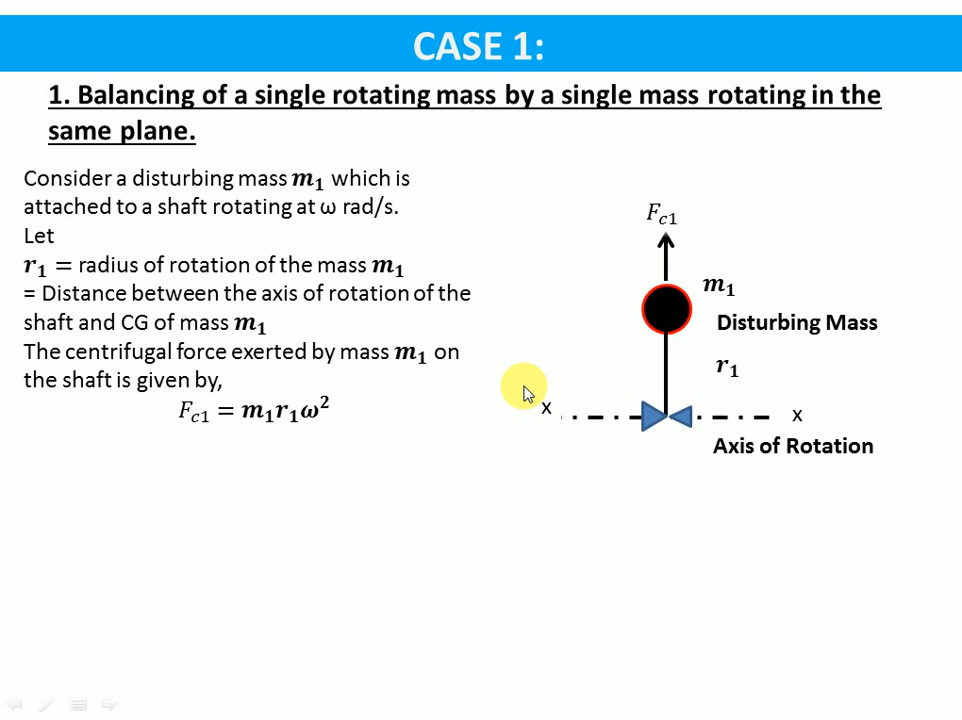 CASE 1:
1. Balancing of a single rotating mass by a single mass rotating in the
same plane.
Consider a disturbing mass m₁ which is
attached to a shaft rotating at ω rad/s.
Let
r₁ = radius of rotation of the mass m₁
= Distance between the axis of rotation of the
shaft and CG of mass m₁
The centrifugal force exerted by mass m₁ on
the shaft is given by,
F_c1 = m₁r₁ω²
F_c1
m₁
Disturbing Mass
r₁
x
x
Axis of Rotation